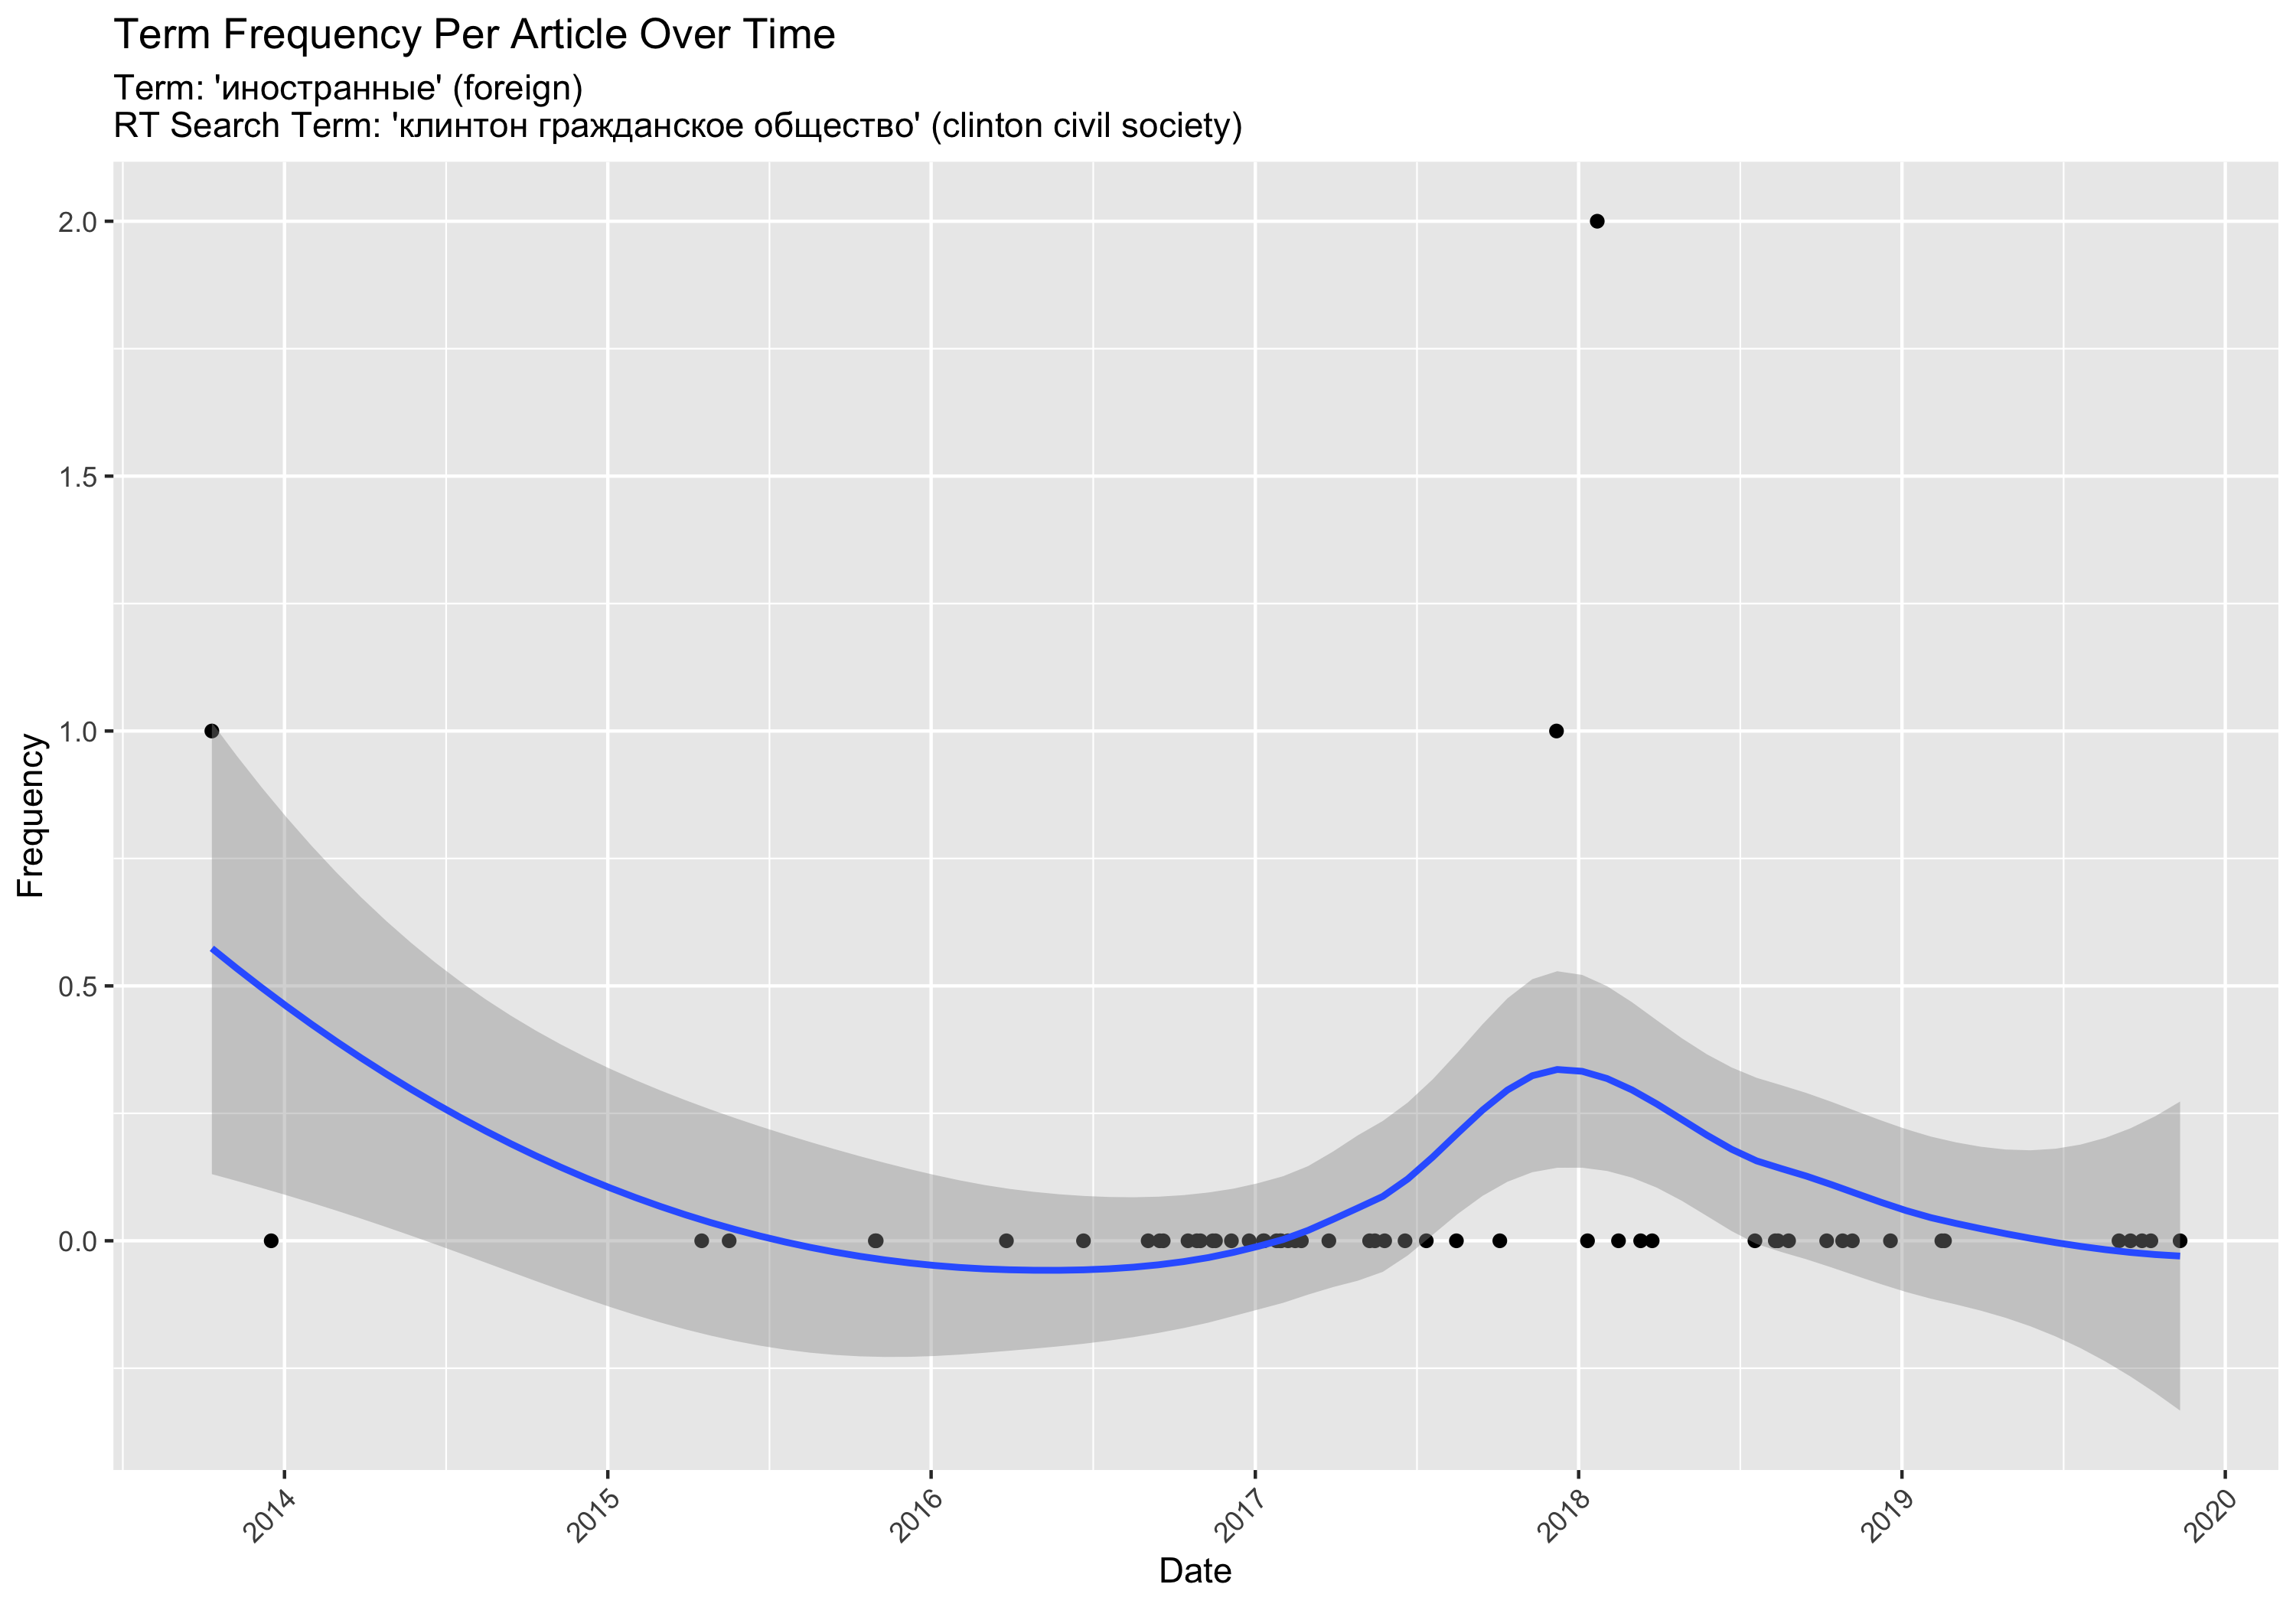 Term Frequency Per Article Over Time
Term: 'иностранные' (foreign)
RT Search Term: 'клинтон гражданское общество' (clinton civil society)
2.0
1.5
1.0
0.5
0.0
Frequency
2014
2015
2016
2017
2018
2019
2020
Date